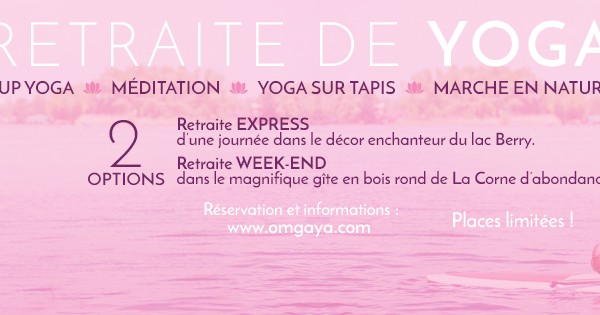 RETRAITE DE YOGA
SUP YOGA MÉDITATION YOGA SUR TAPIS MARCHE EN NATUR
2 OPTIONS
Retraite EXPRESS
d'une journée dans le décor enchanteur du lac Berry.
Retraite WEEK-END
dans le magnifique gîte en bois rond de La Corne d'abondanc
Réservation et informations :
www.omgaya.com
Places limitées !